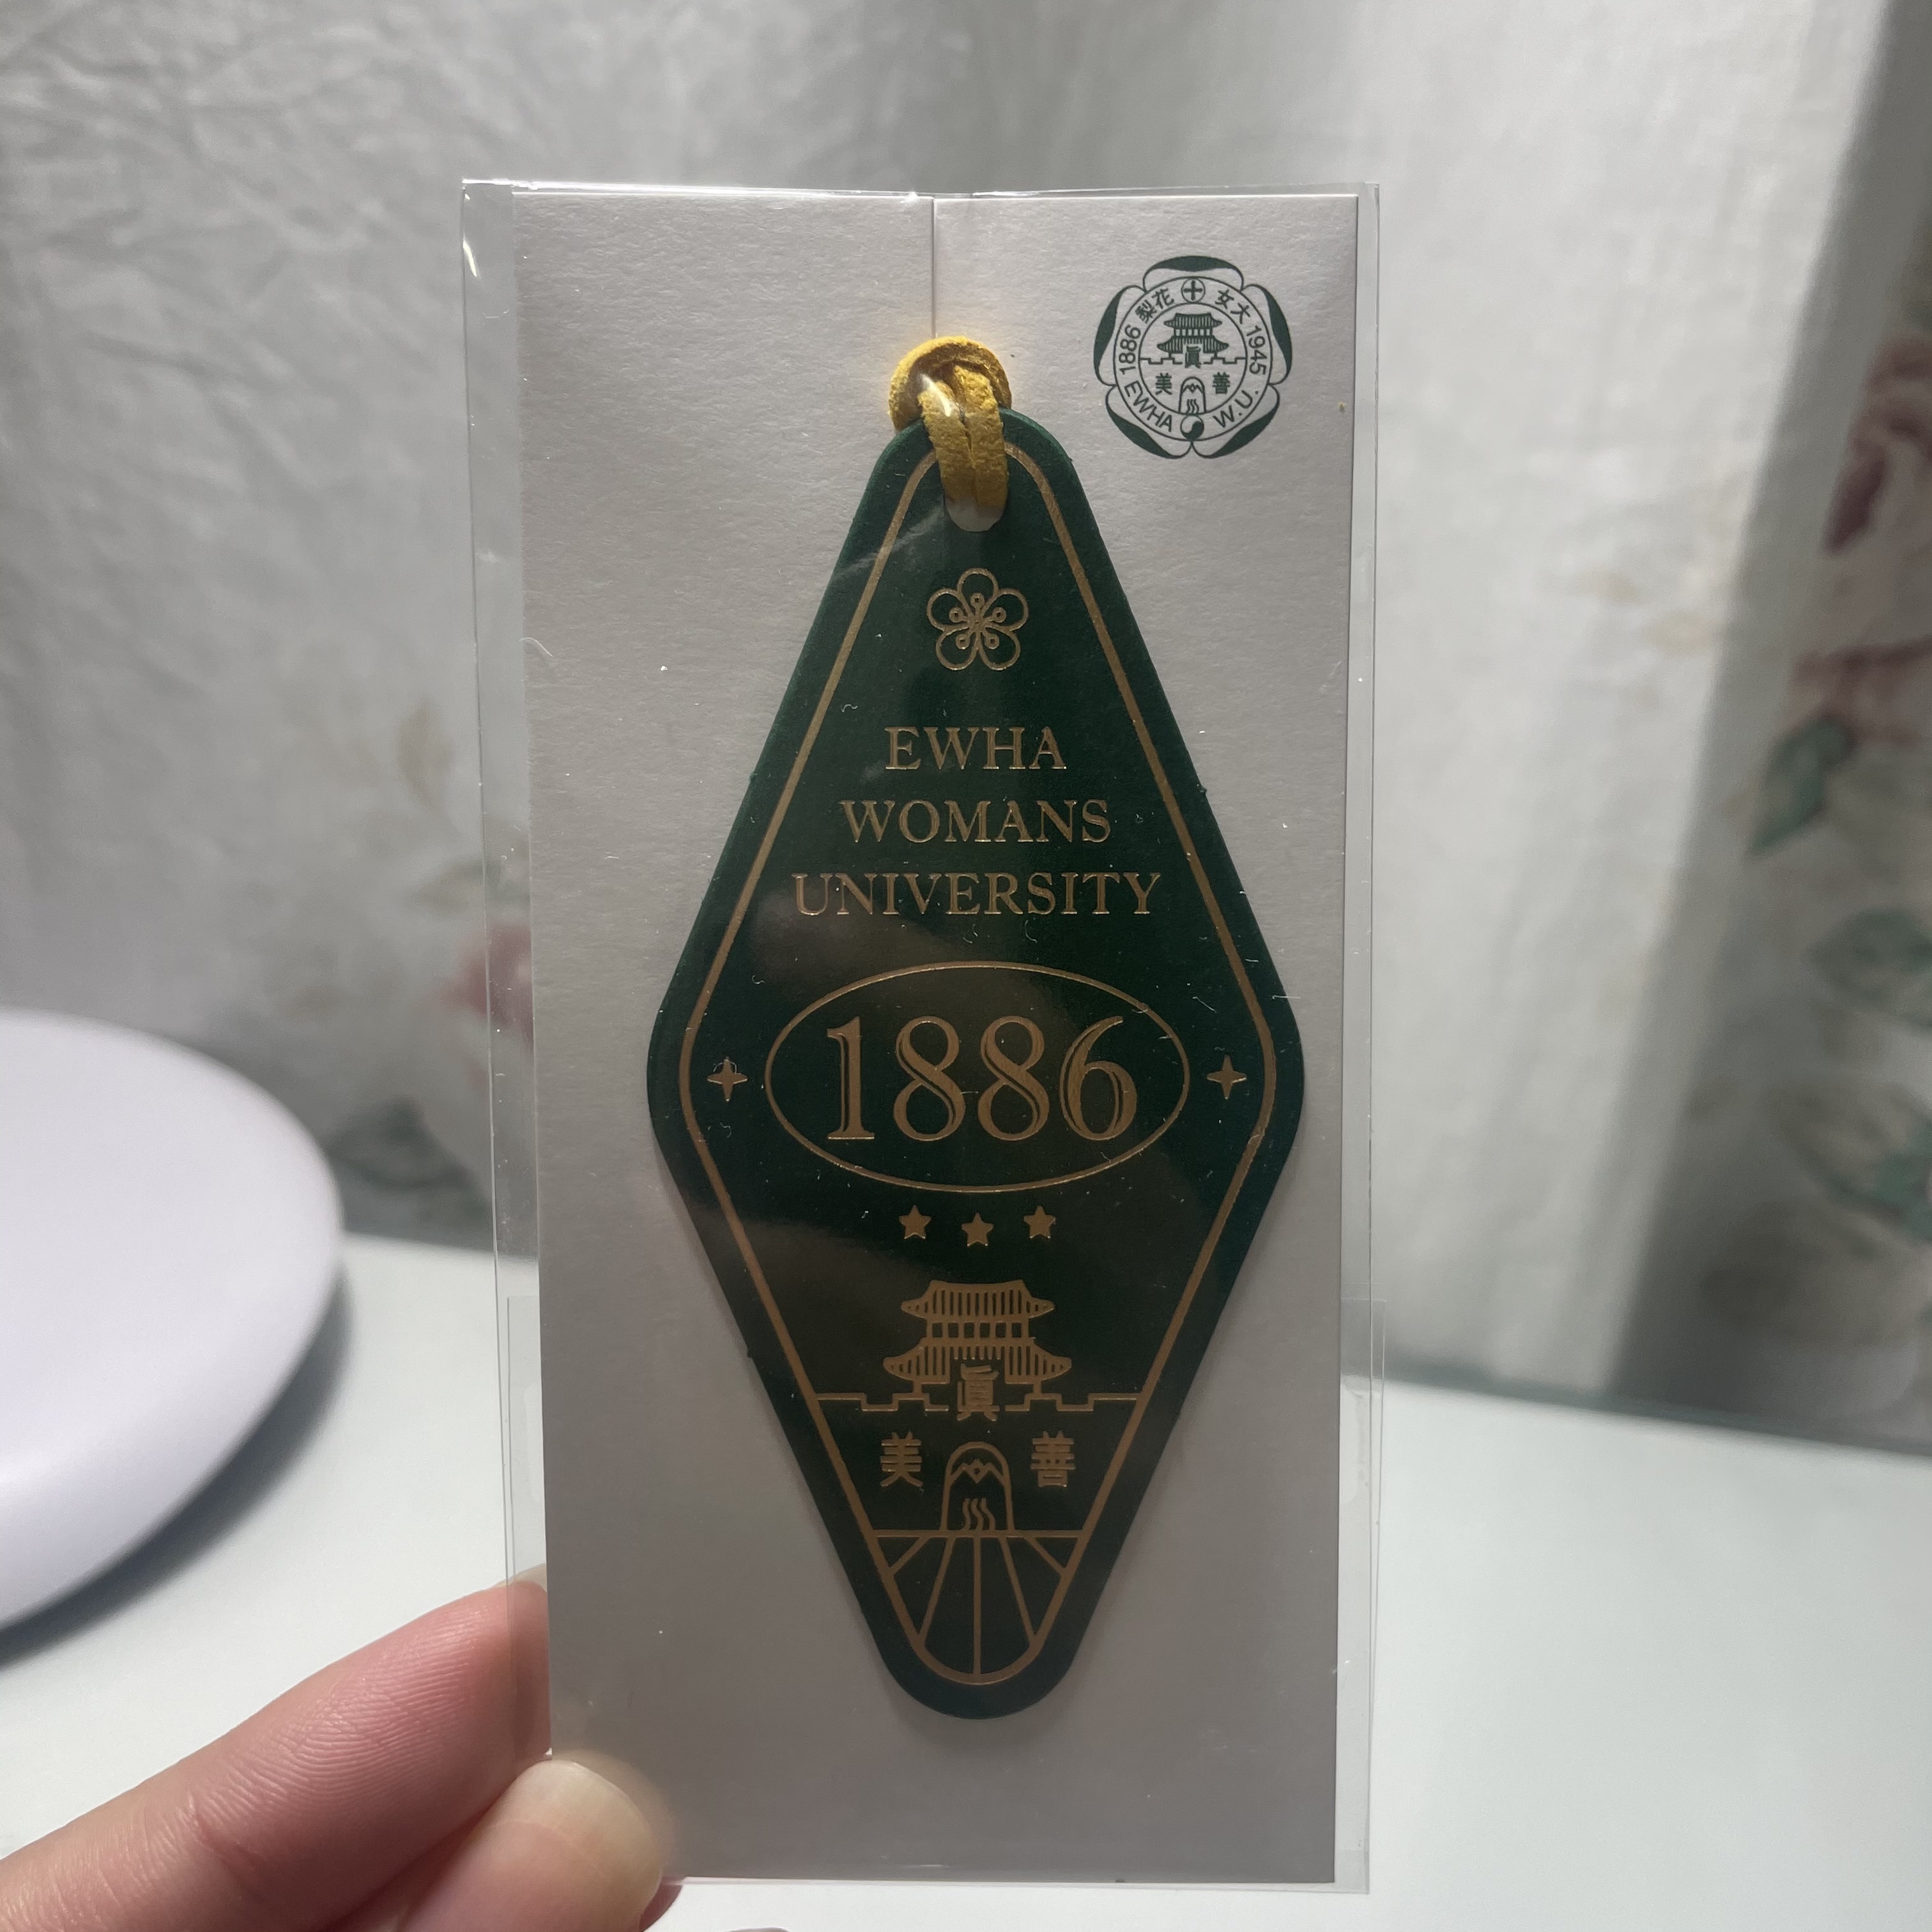 1886 梨花 女大 1945
眞
美 善
EWHA W.U.
EWHA
WOMANS
UNIVERSITY
1886
眞
美 善